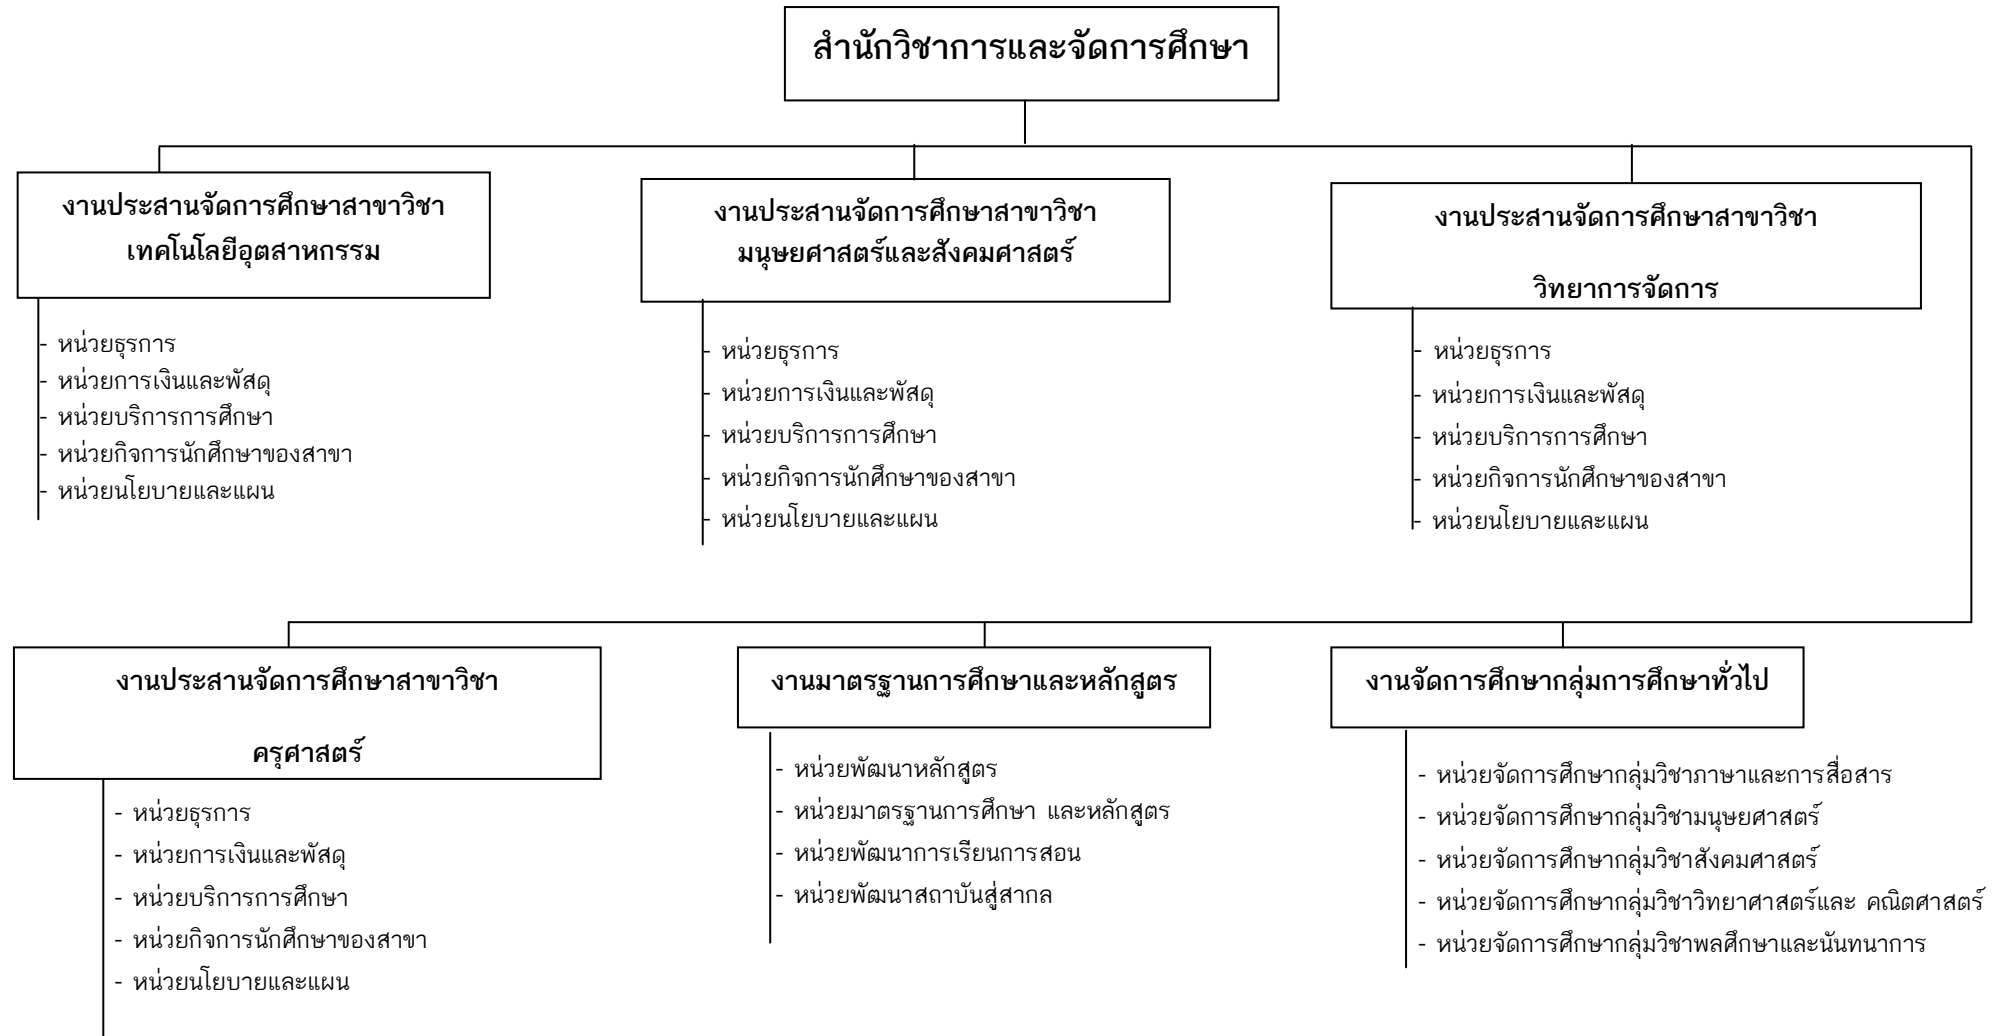 สำนักวิชาการและจัดการศึกษา
งานประสานจัดการศึกษาสาขาวิชา
เทคโนโลยีอุตสาหกรรม
- หน่วยธุรการ
- หน่วยการเงินและพัสดุ
- หน่วยบริการการศึกษา
- หน่วยกิจการนักศึกษาของสาขา
- หน่วยนโยบายและแผน
งานประสานจัดการศึกษาสาขาวิชา
มนุษยศาสตร์และสังคมศาสตร์
- หน่วยธุรการ
- หน่วยการเงินและพัสดุ
- หน่วยบริการการศึกษา
- หน่วยกิจการนักศึกษาของสาขา
- หน่วยนโยบายและแผน
งานประสานจัดการศึกษาสาขาวิชา
วิทยาการจัดการ
- หน่วยธุรการ
- หน่วยการเงินและพัสดุ
- หน่วยบริการการศึกษา
- หน่วยกิจการนักศึกษาของสาขา
- หน่วยนโยบายและแผน
งานประสานจัดการศึกษาสาขาวิชา
ครุศาสตร์
- หน่วยธุรการ
- หน่วยการเงินและพัสดุ
- หน่วยบริการการศึกษา
- หน่วยกิจการนักศึกษาของสาขา
- หน่วยนโยบายและแผน
งานมาตรฐานการศึกษาและหลักสูตร
- หน่วยพัฒนาหลักสูตร
- หน่วยมาตรฐานการศึกษา และหลักสูตร
- หน่วยพัฒนาการเรียนการสอน
- หน่วยพัฒนาสถาบันสู่สากล
งานจัดการศึกษากลุ่มการศึกษาทั่วไป
- หน่วยจัดการศึกษากลุ่มวิชาภาษาและการสื่อสาร
- หน่วยจัดการศึกษากลุ่มวิชามนุษยศาสตร์
- หน่วยจัดการศึกษากลุ่มวิชาสังคมศาสตร์
- หน่วยจัดการศึกษากลุ่มวิชาวิทยาศาสตร์และ คณิตศาสตร์
- หน่วยจัดการศึกษากลุ่มวิชาพลศึกษาและนันทนาการ